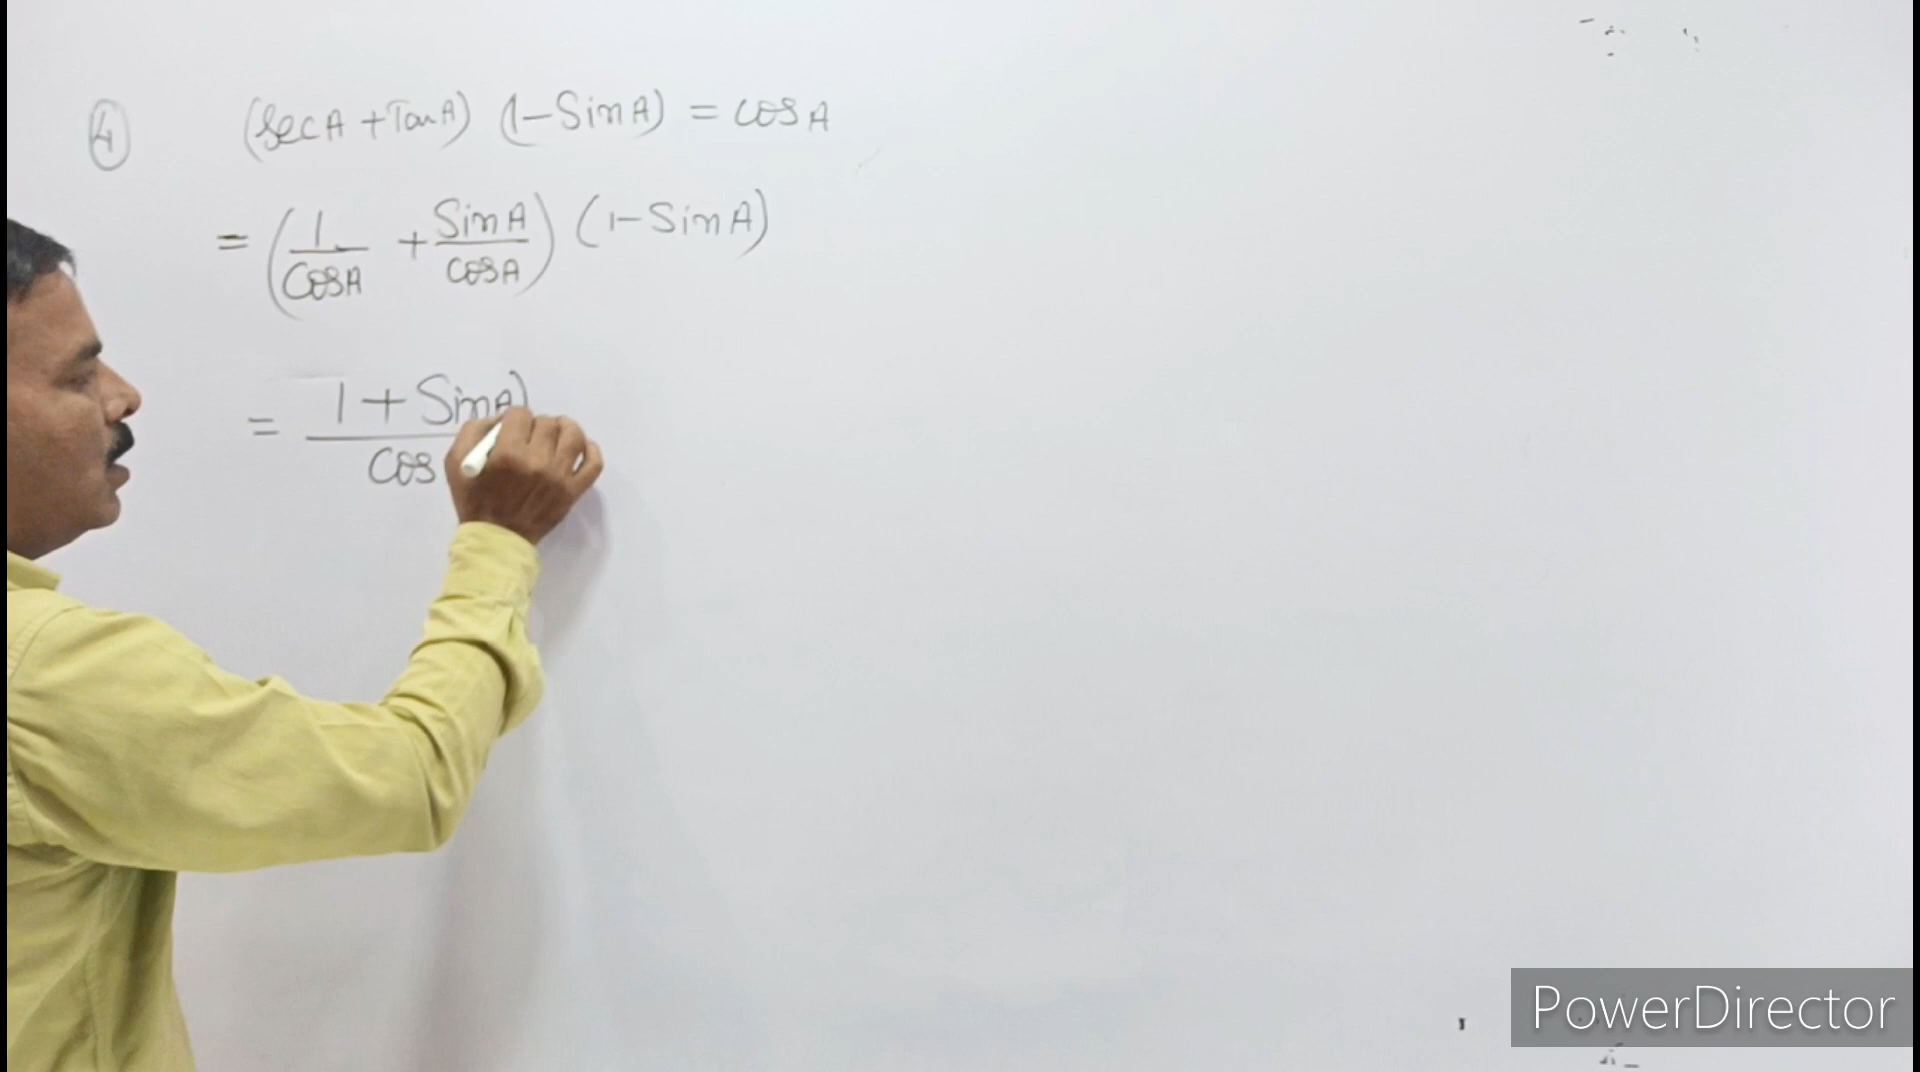 ④ (SecA + TanA) (1 - SinA) = cosA
= (1/CosA + SinA/cosA) (1 - SinA)
= 1 + SinA)/Cos
PowerDirector